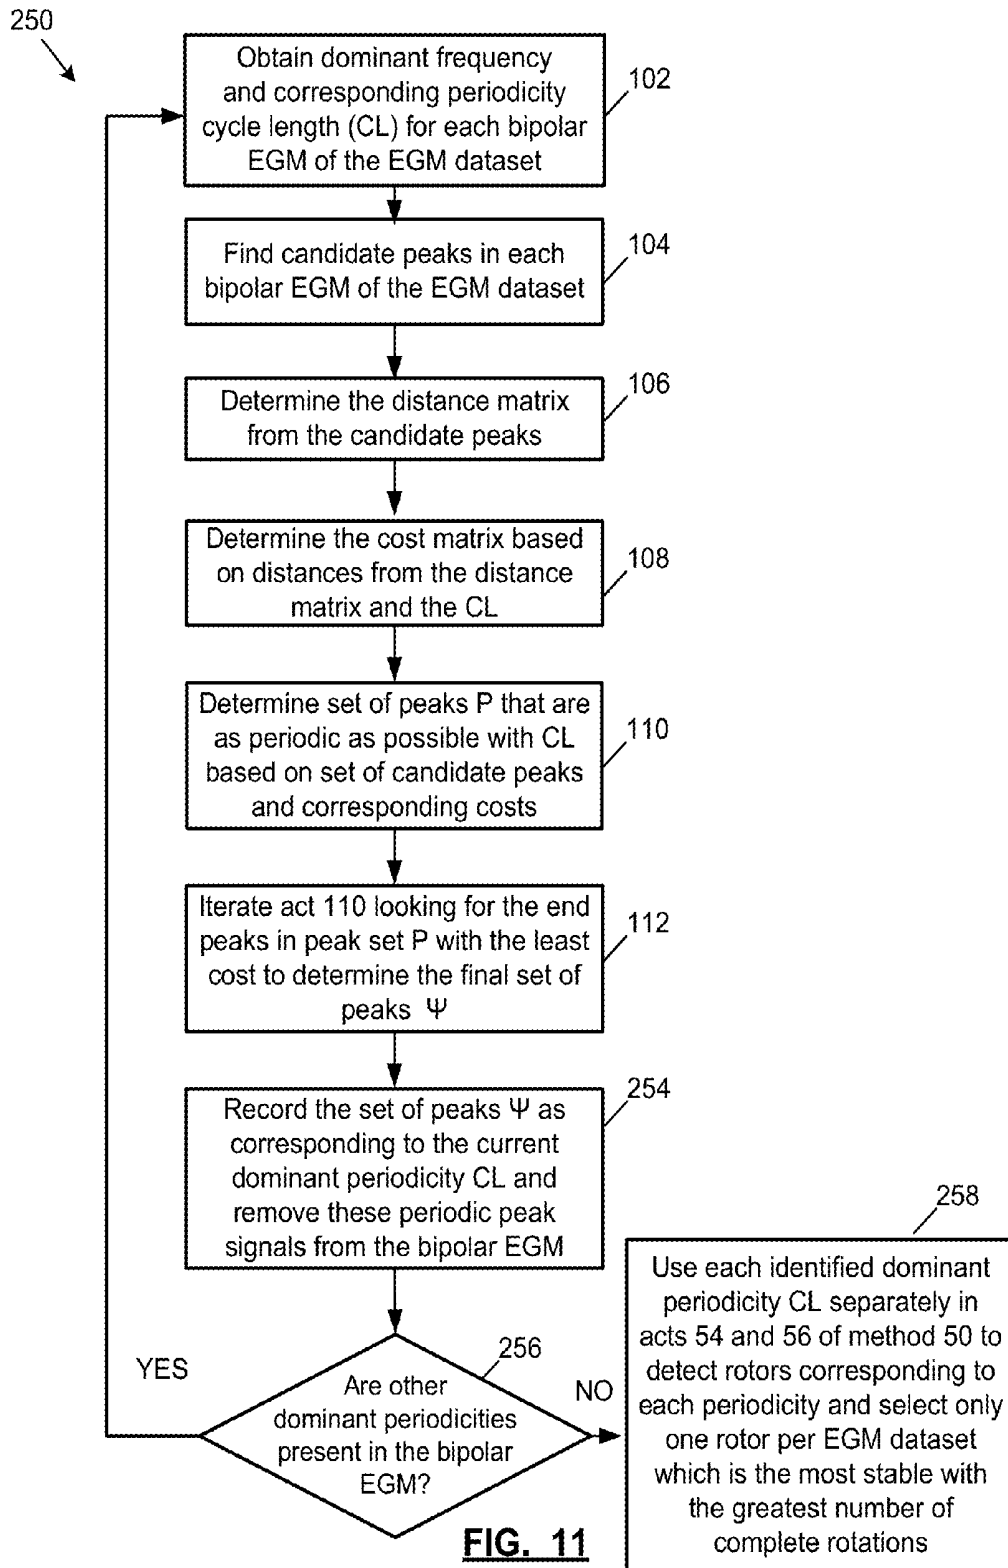 250
Obtain dominant frequency
and corresponding periodicity
cycle length (CL) for each bipolar
EGM of the EGM dataset
102
Find candidate peaks in each
bipolar EGM of the EGM dataset
104
Determine the distance matrix
from the candidate peaks
106
Determine the cost matrix based
on distances from the distance
matrix and the CL
108
Determine set of peaks P that are
as periodic as possible with CL
based on set of candidate peaks
and corresponding costs
110
Iterate act 110 looking for the end
peaks in peak set P with the least
cost to determine the final set of
peaks Ψ
112
Record the set of peaks Ψ as
corresponding to the current
dominant periodicity CL and
remove these periodic peak
signals from the bipolar EGM
254
Are other
dominant periodicities
present in the bipolar
EGM?
256
YES
NO
258
Use each identified dominant
periodicity CL separately in
acts 54 and 56 of method 50 to
detect rotors corresponding to
each periodicity and select only
one rotor per EGM dataset
which is the most stable with
the greatest number of
complete rotations
FIG. 11